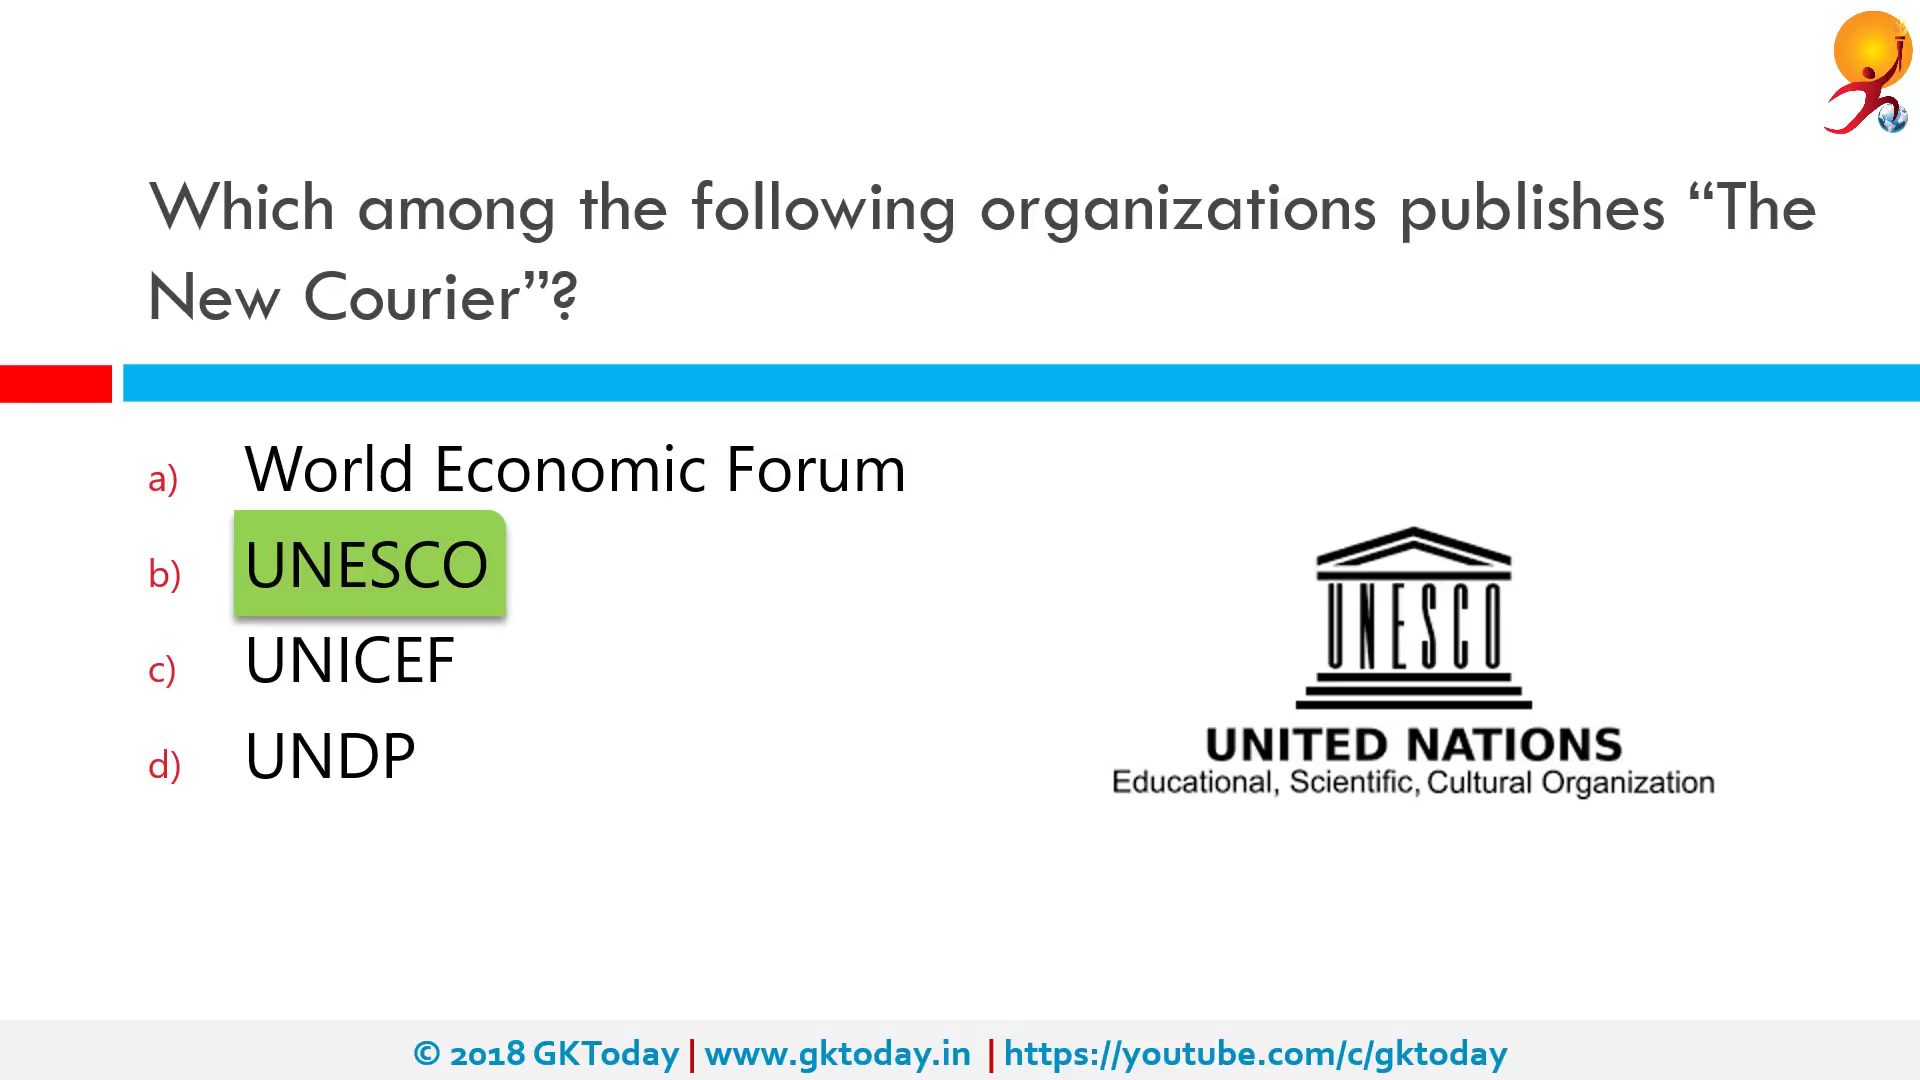 Which among the following organizations publishes “The
New Courier”?
a) World Economic Forum
b) UNESCO
c) UNICEF
d) UNDP
UNESCO
UNITED NATIONS
Educational, Scientific, Cultural Organization
© 2018 GKToday | www.gktoday.in | https://youtube.com/c/gktoday